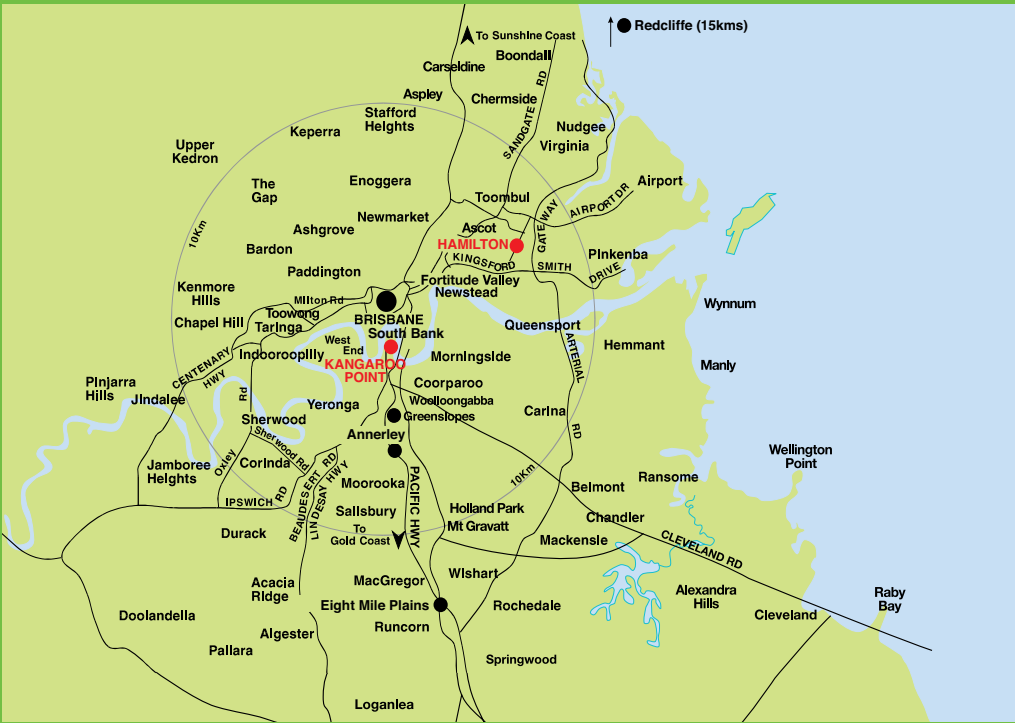 Redcliffe (15kms)
To Sunshine Coast
Boondall
Carseldine
SANDGATE RD
Aspley
Chermside
Stafford
Heights
Keperra
Nudgee
Virginia
Upper
Kedron
The
Gap
Enoggera
Toombul
Airport
AIRPORT DR
GATEWAY
10Km
Newmarket
Ashgrove
Ascot
HAMILTON
Bardon
KINGSFORD SMITH DRIVE
Pinkenba
Paddington
Fortitude Valley
Newstead
Kenmore
Hills
Milton Rd
Toowong
Taringa
Chapel Hill
BRISBANE
South Bank
Queensport
Wynnum
West
End
Indooroopilly
KANGAROO
POINT
Morningside
ARTERIAL RD
Hemmant
Manly
CENTENARY
HWY
Pinjarra
Hills
Jindalee
Coorparoo
Woolloongabba
Greenslopes
Yeronga
Carina
Sherwood
Oxley Rd
Sherwood Rd
Annerley
Wellington
Point
Jamboree
Heights
Corinda
BEAUDESERT RD
LINDESAY HWY
IPSWICH RD
Moorooka
PACIFIC HWY
10Km
Belmont
Ransome
Salisbury
Holland Park
Mt Gravatt
Chandler
Durack
To
Gold Coast
Mackensie
CLEVELAND RD
MacGregor
Wishart
Acacia
Ridge
Alexandra
Hills
Raby
Bay
Eight Mile Plains
Rochedale
Cleveland
Doolandella
Runcorn
Algester
Pallara
Springwood
Loganlea